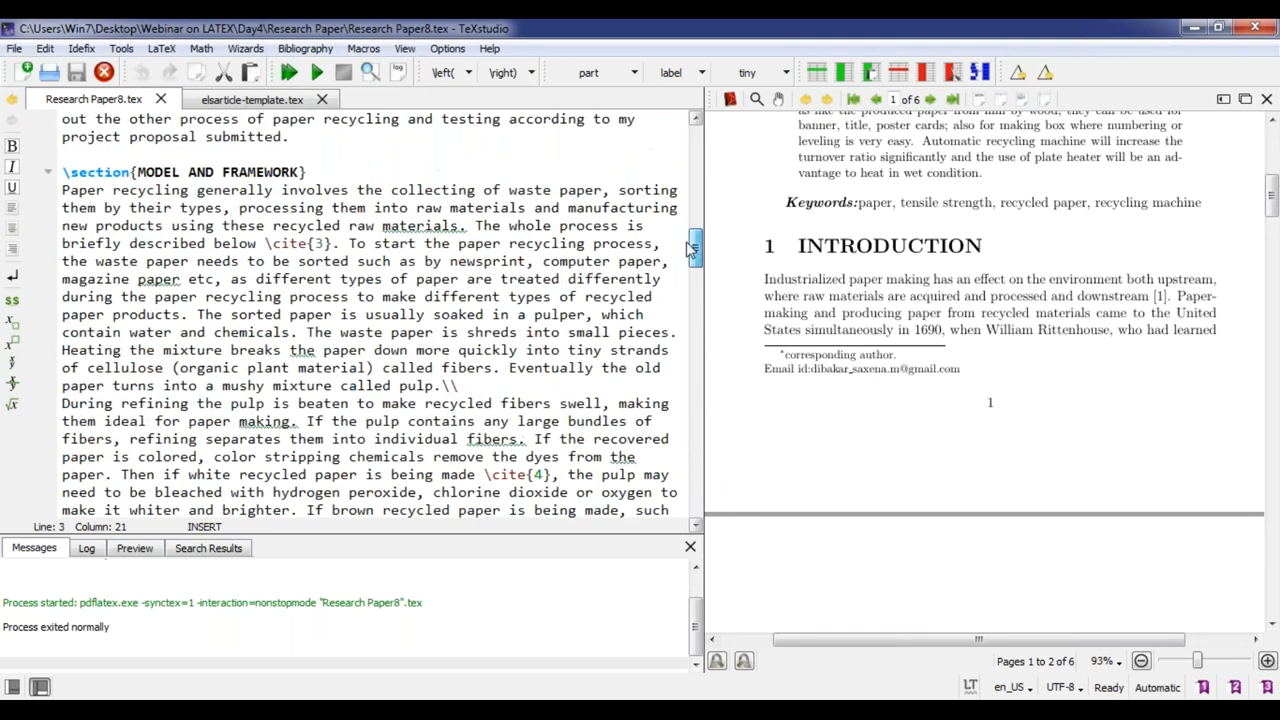 C:\Users\Win7\Desktop\Webinar on LATEX\Day4\Research Paper\Research Paper8.tex - TeXstudio
File Edit Idefix Tools LaTeX Math Wizards Bibliography Macros View Options Help
\left( \right) part label tiny
Research Paper8.tex elsarticle-template.tex
1 of 6
out the other process of paper recycling and testing according to my
project proposal submitted.
\section{MODEL AND FRAMEWORK}
Paper recycling generally involves the collecting of waste paper, sorting
them by their types, processing them into raw materials and manufacturing
new products using these recycled raw materials. The whole process is
briefly described below \cite{3}. To start the paper recycling process,
the waste paper needs to be sorted such as by newsprint, computer paper,
magazine paper etc, as different types of paper are treated differently
during the paper recycling process to make different types of recycled
paper products. The sorted paper is usually soaked in a pulper, which
contain water and chemicals. The waste paper is shreds into small pieces.
Heating the mixture breaks the paper down more quickly into tiny strands
of cellulose (organic plant material) called fibers. Eventually the old
paper turns into a mushy mixture called pulp.\\
During refining the pulp is beaten to make recycled fibers swell, making
them ideal for paper making. If the pulp contains any large bundles of
fibers, refining separates them into individual fibers. If the recovered
paper is colored, color stripping chemicals remove the dyes from the
paper. Then if white recycled paper is being made \cite{4}, the pulp may
need to be bleached with hydrogen peroxide, chlorine dioxide or oxygen to
make it whiter and brighter. If brown recycled paper is being made, such
Line: 3 Column: 21 INSERT
Messages Log Preview Search Results
Process started: pdflatex.exe -synctex=1 -interaction=nonstopmode "Research Paper8".tex
Process exited normally
banner, title, poster cards; also for making box where numbering or
leveling is very easy. Automatic recycling machine will increase the
turnover ratio significantly and the use of plate heater will be an ad-
vantage to heat in wet condition.
Keywords:paper, tensile strength, recycled paper, recycling machine
1 INTRODUCTION
Industrialized paper making has an effect on the environment both upstream,
where raw materials are acquired and processed and downstream [1]. Paper-
making and producing paper from recycled materials came to the United
States simultaneously in 1690, when William Rittenhouse, who had learned
*corresponding author.
Email id:dibakar_saxena.m@gmail.com
1
Pages 1 to 2 of 6 93%
LT en_US UTF-8 Ready Automatic 1 2 3